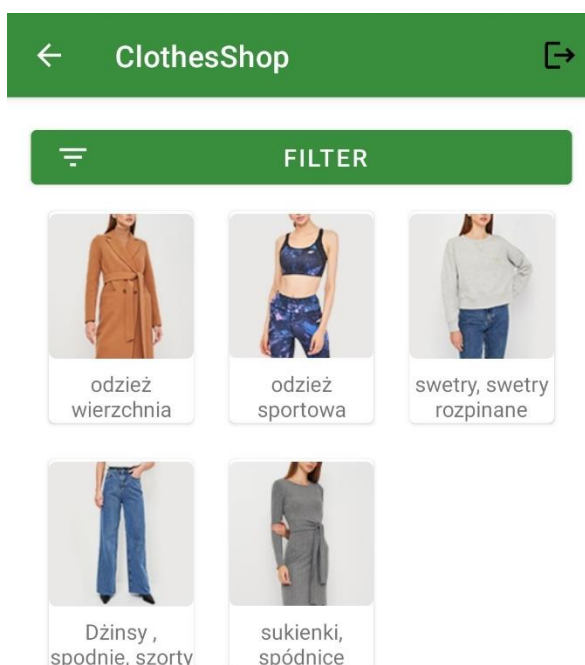 ClothesShop
FILTER
odzież
wierzchnia
odzież
sportowa
swetry, swetry
rozpinane
Dżinsy ,
spodnie, szorty
sukienki,
spódnice